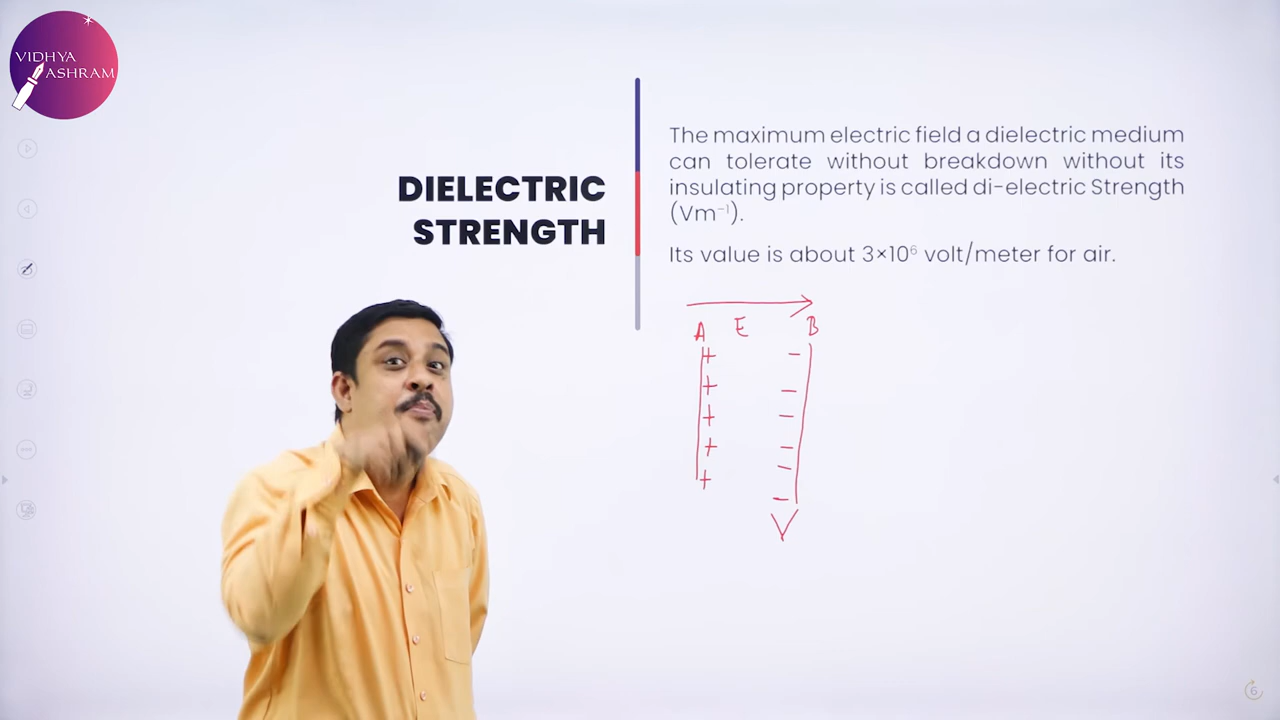 VIDHYA
ASHRAM
DIELECTRIC
STRENGTH
The maximum electric field a dielectric medium
can tolerate without breakdown without its
insulating property is called di-electric Strength
(Vm⁻¹).
Its value is about 3×10⁶ volt/meter for air.
A E B
+ −
+ −
+ −
+ −
+ −
−
V
6